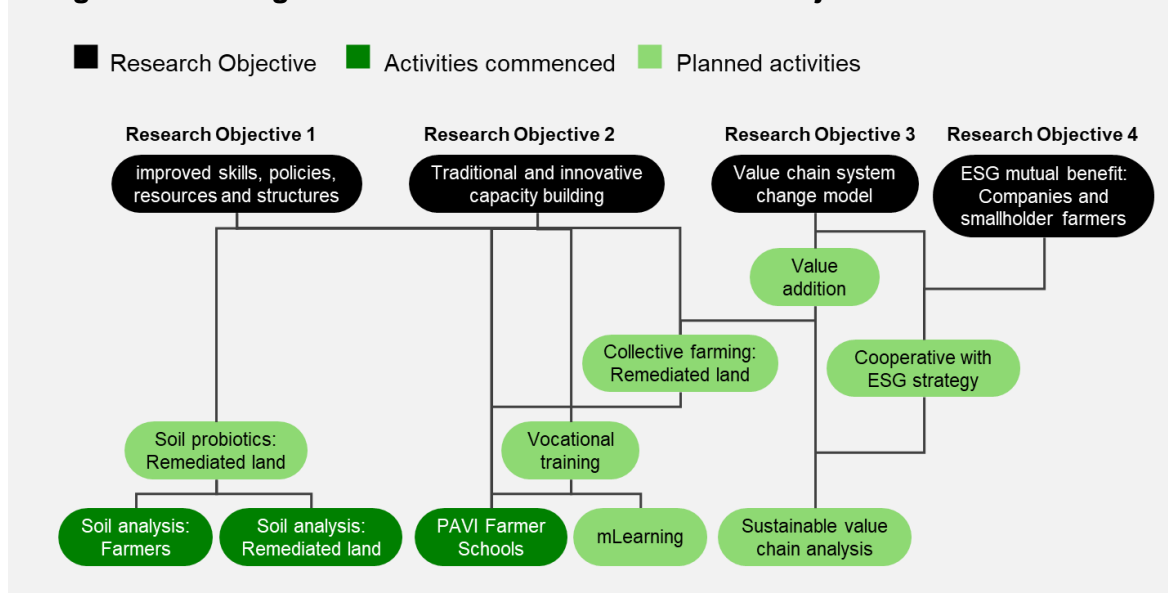 Research Objective
Activities commenced
Planned activities
Research Objective 1
Research Objective 2
Research Objective 3
Research Objective 4
improved skills, policies,
resources and structures
Traditional and innovative
capacity building
Value chain system
change model
ESG mutual benefit:
Companies and
smallholder farmers
Value
addition
Collective farming:
Remediated land
Cooperative with
ESG strategy
Soil probiotics:
Remediated land
Vocational
training
Soil analysis:
Farmers
Soil analysis:
Remediated land
PAVI Farmer
Schools
mLearning
Sustainable value
chain analysis